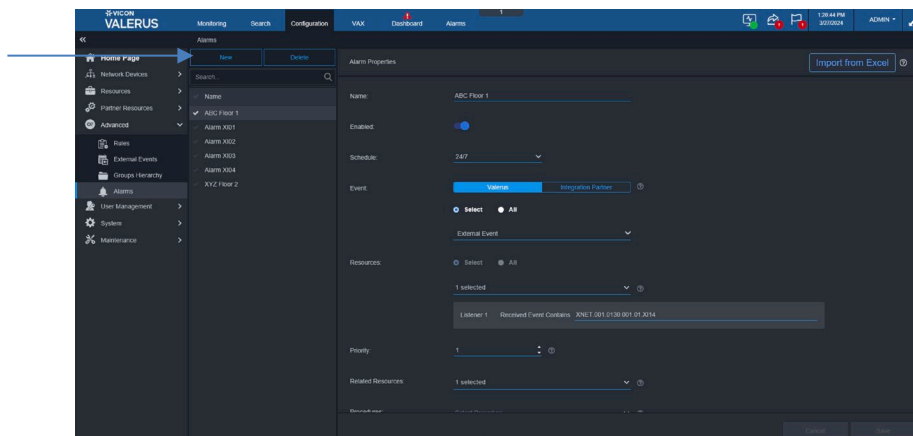 VICON
VALERUS
Monitoring
Search
Configuration
VAX
Dashboard
Alarms
1
1:28:44 PM
3/27/2024
ADMIN
Alarms
Home Page
Network Devices
Resources
Partner Resources
Advanced
Rules
External Events
Groups Hierarchy
Alarms
User Management
System
Maintenance
New
Delete
Search...
Name
ABC Floor 1
Alarm XI01
Alarm XI02
Alarm XI03
Alarm XI04
XYZ Floor 2
Alarm Properties
Import from Excel
Name:
ABC Floor 1
Enabled:
Schedule:
24/7
Event:
Valerus
Integration Partner
Select
All
External Event
Resources:
Select
All
1 selected
Listener 1
Received Event Contains
XNET.001.0139.001.01.XI014
Priority:
1
Related Resources
1 selected
Procedures:
Cancel
Save